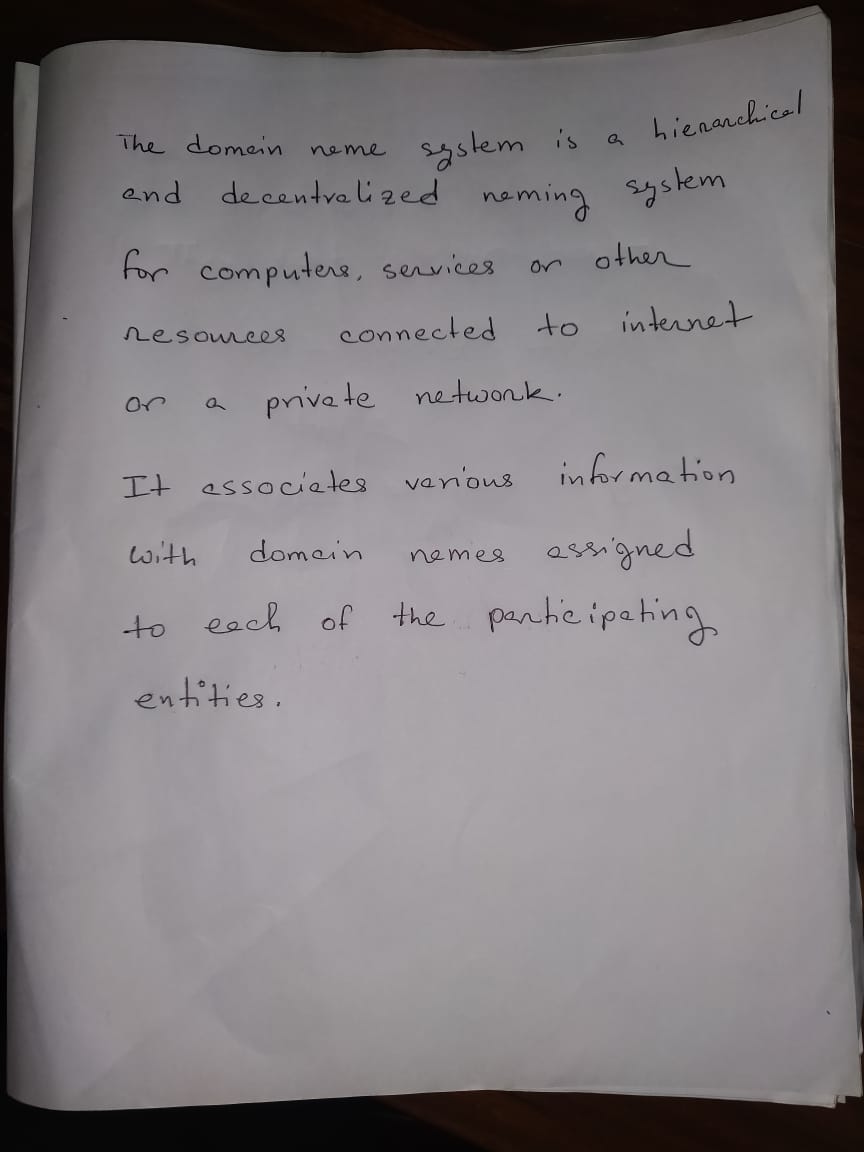 The domain name system is a hierarchical
and decentralized naming system
for computers, services or other
resources connected to internet
or a private network.
It associates various information
with domain names assigned
to each of the participating
entities.